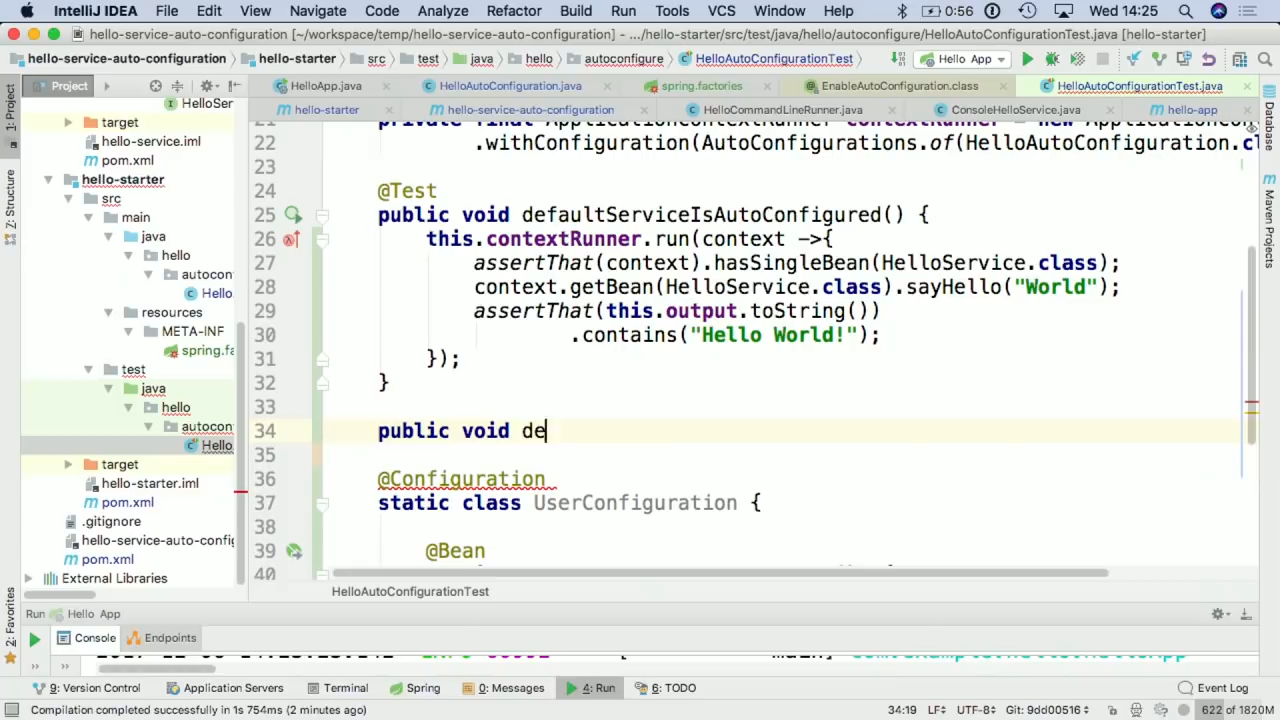 IntelliJ IDEA File Edit View Navigate Code Analyze Refactor Build Run Tools VCS Window Help 0:56 Wed 14:25
hello-service-auto-configuration [~/workspace/temp/hello-service-auto-configuration] - .../hello-starter/src/test/java/hello/autoconfigure/HelloAutoConfigurationTest.java [hello-starter]
hello-service-auto-configuration hello-starter src test java hello autoconfigure HelloAutoConfigurationTest Hello App
Project HelloApp.java HelloAutoConfiguration.java spring.factories EnableAutoConfiguration.class HelloAutoConfigurationTest.java
hello-starter hello-service-auto-configuration HelloCommandLineRunner.java ConsoleHelloService.java hello-app
1: Project
Z: Structure
2: Favorites
Database
Maven Projects
HelloSer
target
hello-service.iml
pom.xml
hello-starter
src
main
java
hello
autocon
Hello
resources
META-INF
spring.fa
test
java
hello
autocon
Hello
target
hello-starter.iml
pom.xml
.gitignore
hello-service-auto-config
pom.xml
External Libraries
22 .withConfiguration(AutoConfigurations.of(HelloAutoConfiguration.cl
23
24 @Test
25 public void defaultServiceIsAutoConfigured() {
26 this.contextRunner.run(context ->{
27 assertThat(context).hasSingleBean(HelloService.class);
28 context.getBean(HelloService.class).sayHello("World");
29 assertThat(this.output.toString())
30 .contains("Hello World!");
31 });
32 }
33
34 public void de
35
36 @Configuration
37 static class UserConfiguration {
38
39 @Bean
40
HelloAutoConfigurationTest
Run Hello App
Console Endpoints
9: Version Control Application Servers Terminal Spring 0: Messages 4: Run 6: TODO Event Log
Compilation completed successfully in 1s 754ms (2 minutes ago) 34:19 LF÷ UTF-8÷ Git: 9dd00516÷ 622 of 1820M